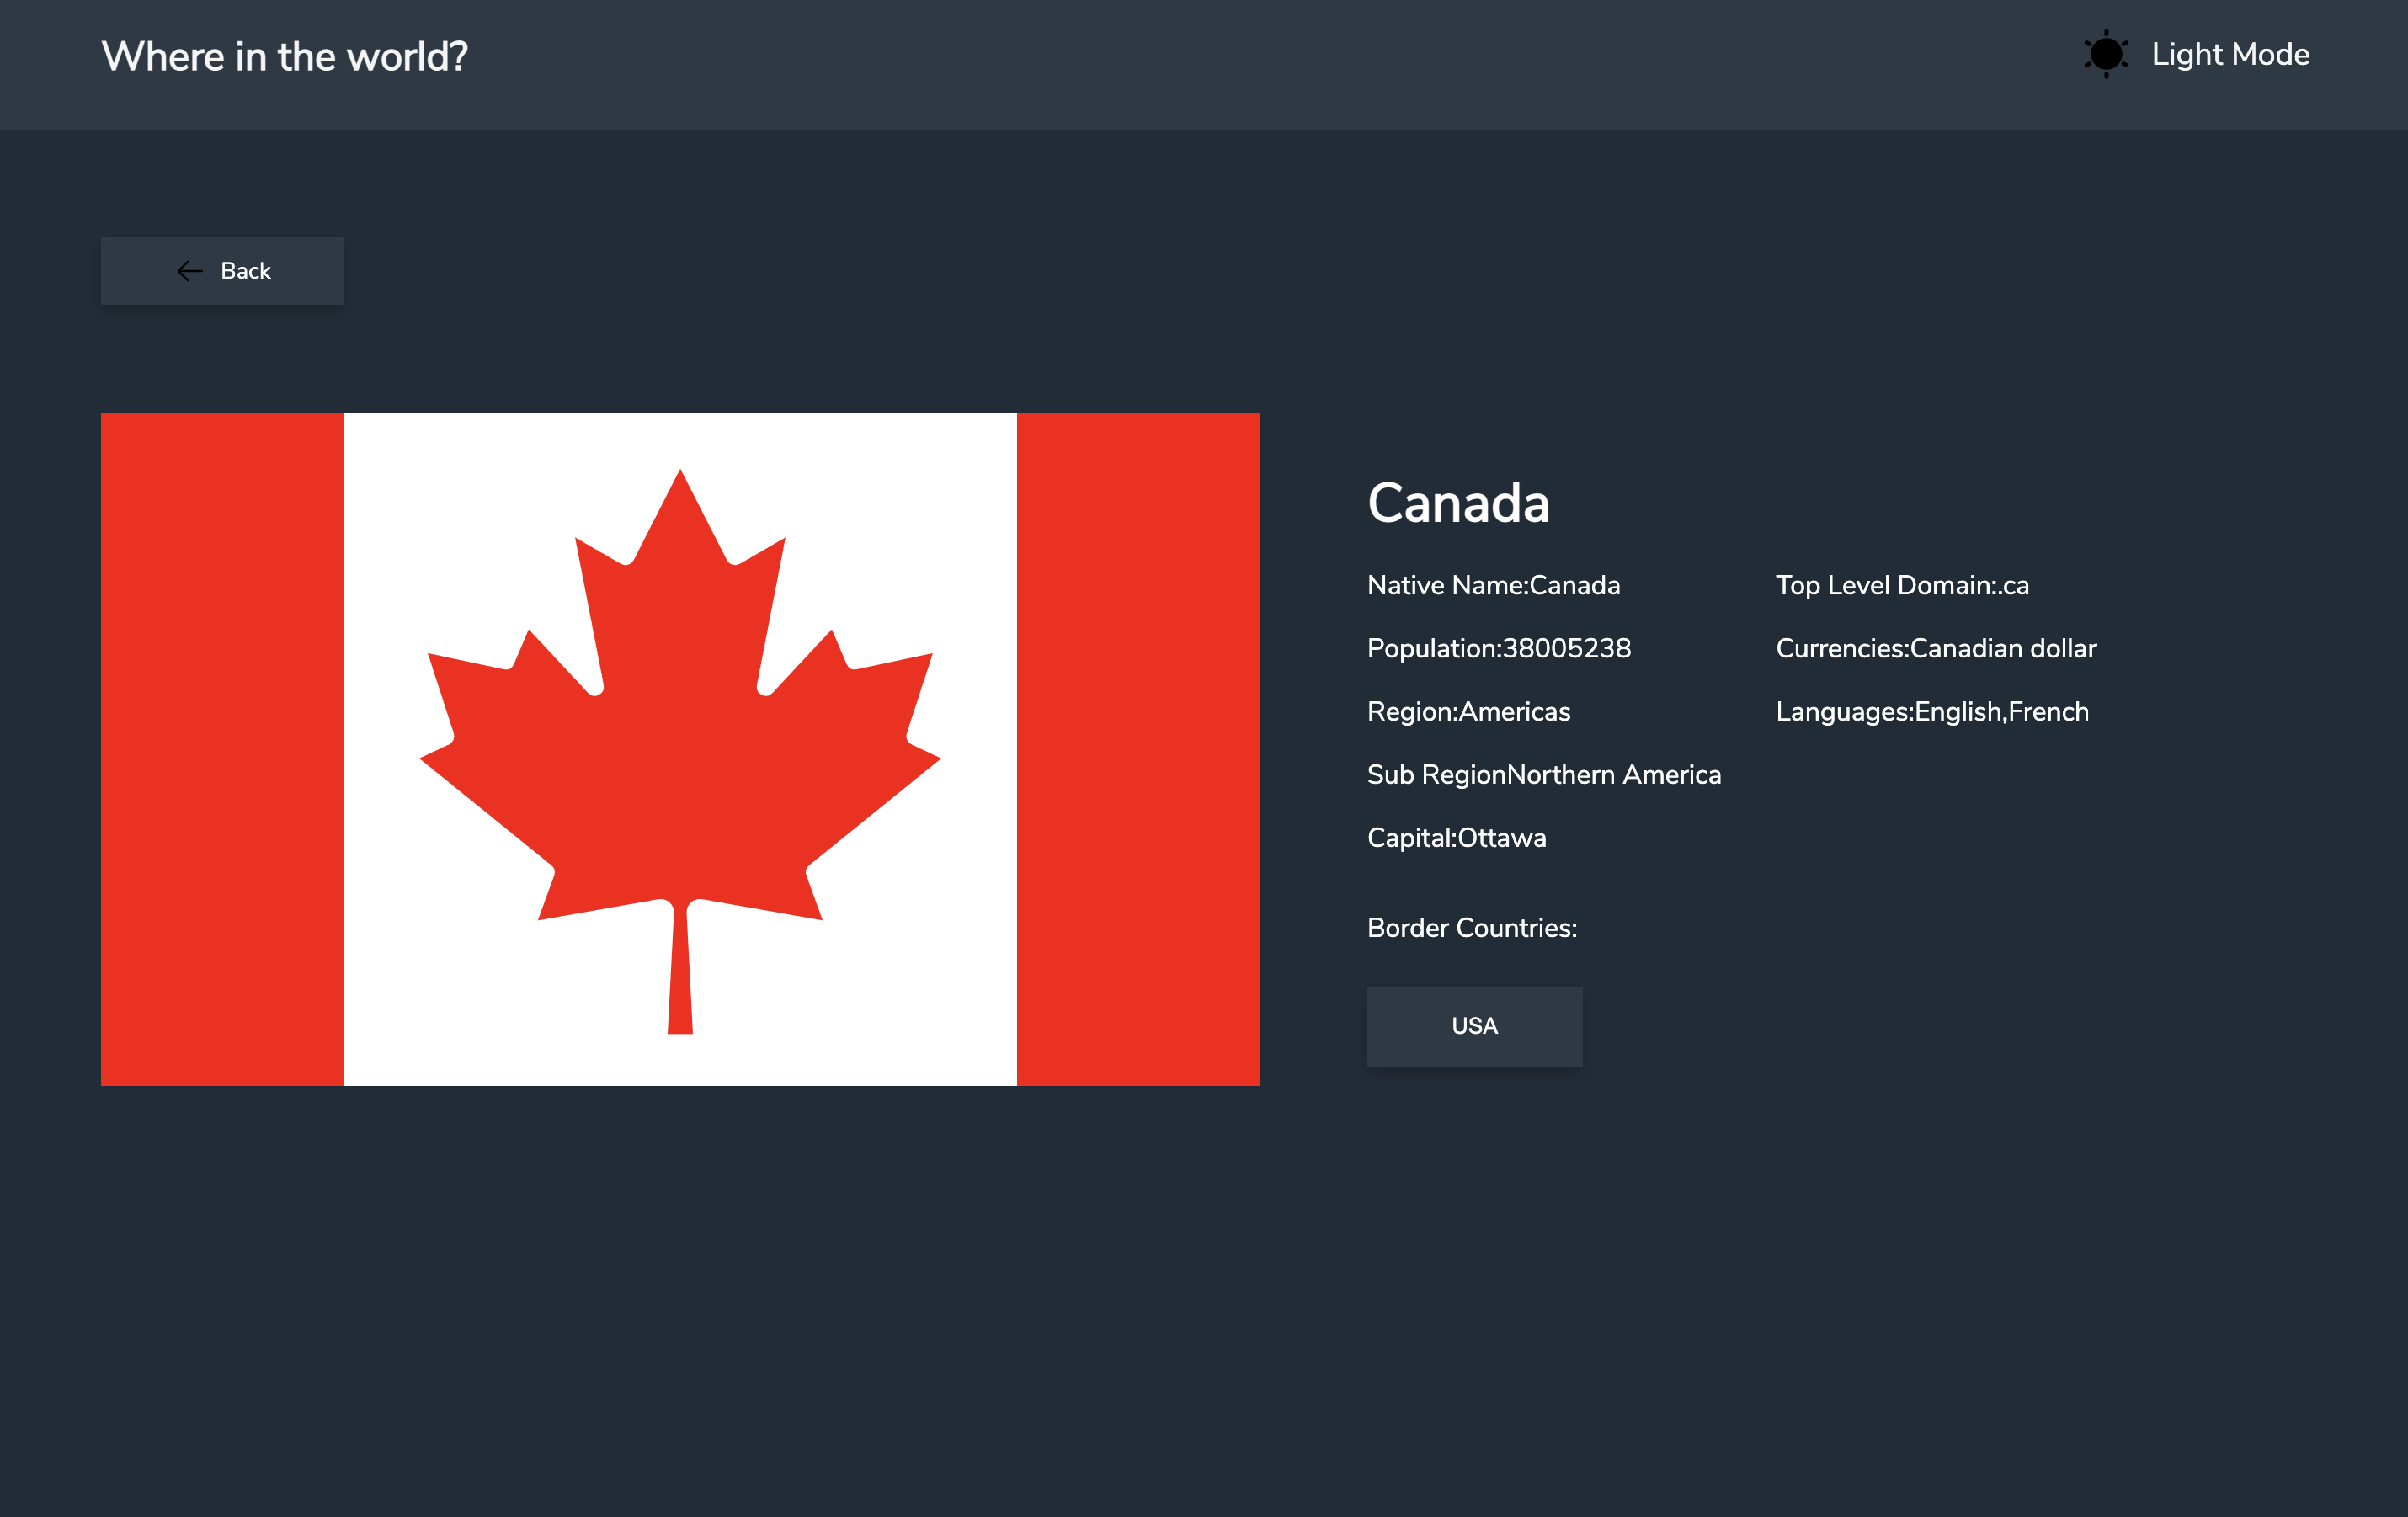 Where in the world?
Light Mode
Back
Canada
Native Name:Canada
Population:38005238
Region:Americas
Sub RegionNorthern America
Capital:Ottawa
Top Level Domain:.ca
Currencies:Canadian dollar
Languages:English,French
Border Countries:
USA